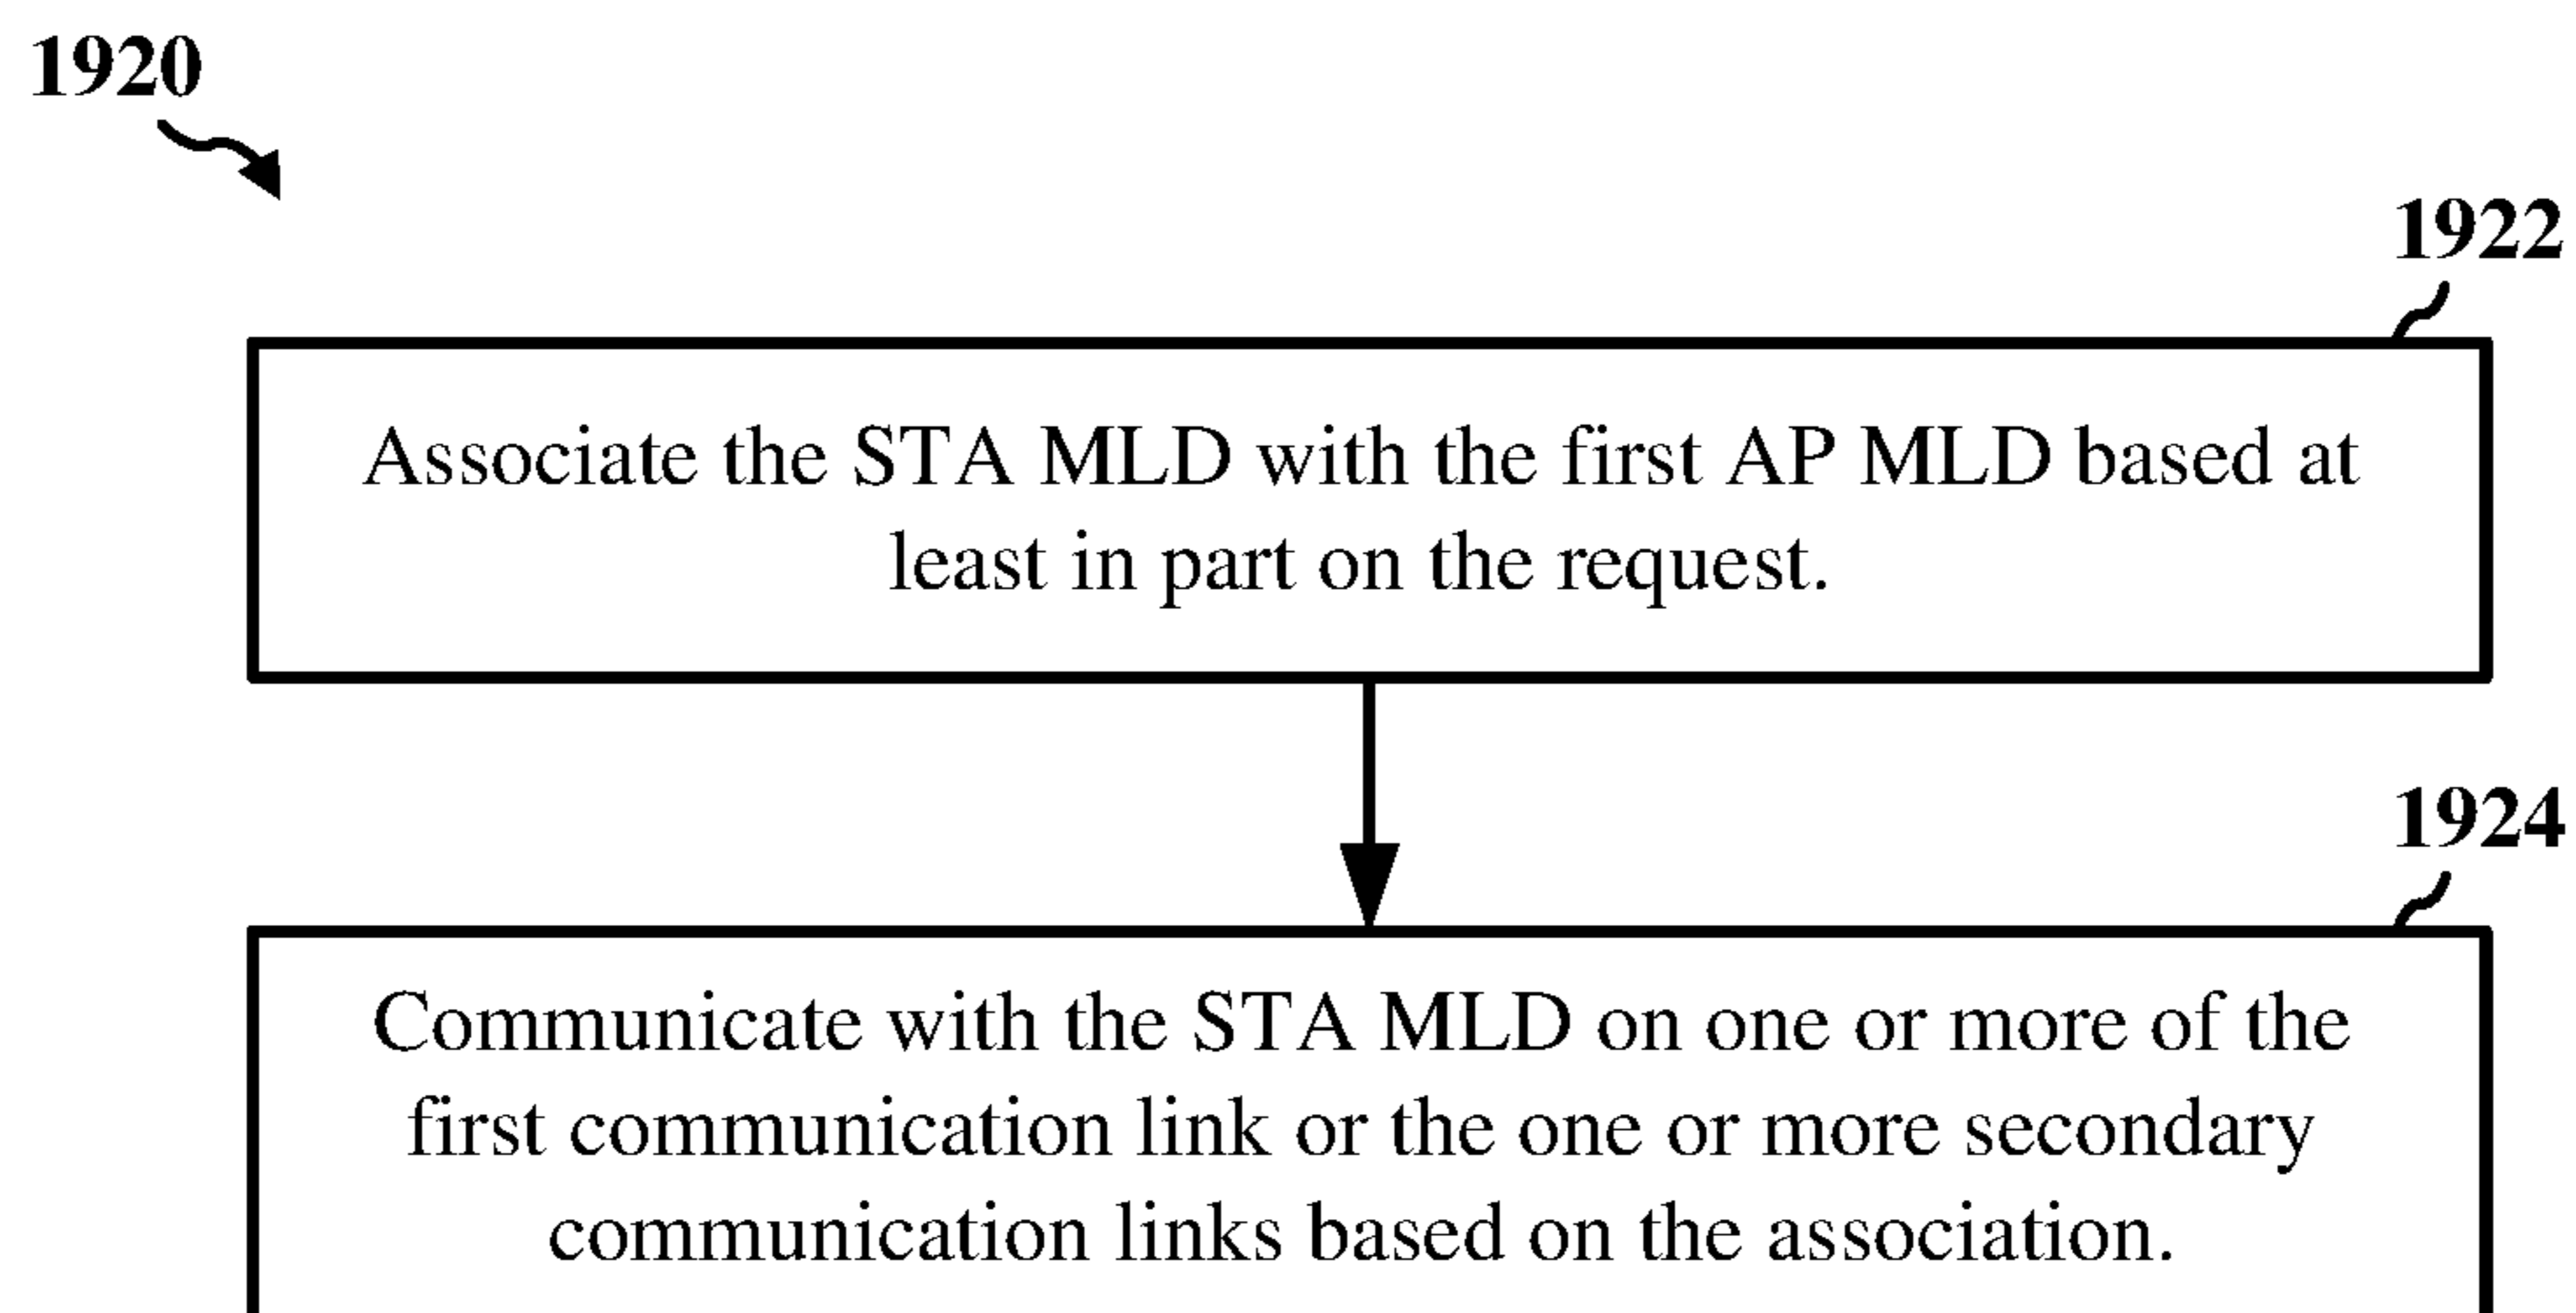 1920
1922
Associate the STA MLD with the first AP MLD based at
least in part on the request.
1924
Communicate with the STA MLD on one or more of the
first communication link or the one or more secondary
communication links based on the association.